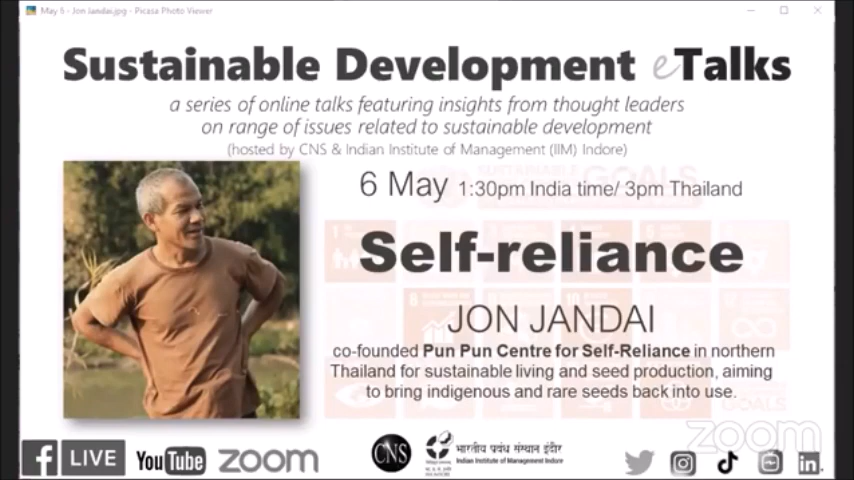 May 6 - Jon Jandai.jpg - Picasa Photo Viewer
Sustainable Development eTalks
a series of online talks featuring insights from thought leaders
on range of issues related to sustainable development
(hosted by CNS & Indian Institute of Management (IIM) Indore)
6 May 1:30pm India time/ 3pm Thailand
GOALS
Self-reliance
JON JANDAI
co-founded Pun Pun Centre for Self-Reliance in northern
Thailand for sustainable living and seed production, aiming
to bring indigenous and rare seeds back into use.
GOALS
zoom
f LIVE YouTube zoom CNS भारतीय प्रबंध संस्थान इंदौर
Indian Institute of Management Indore
in.